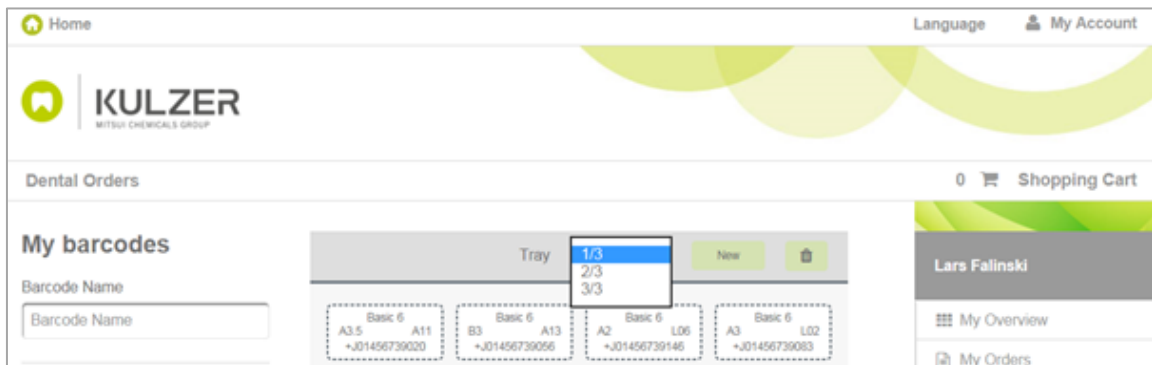 Home
Language
My Account
KULZER
MITSUI CHEMICALS GROUP
Dental Orders
0
Shopping Cart
My barcodes
Barcode Name
Barcode Name
Tray
1/3
2/3
3/3
New
Basic 6
A3.5 A11
+J01456739020
Basic 6
B3 A13
+J01456739056
Basic 6
A2 L06
+J01456739146
Basic 6
A3 L02
+J01456739083
Lars Falinski
My Overview
My Orders